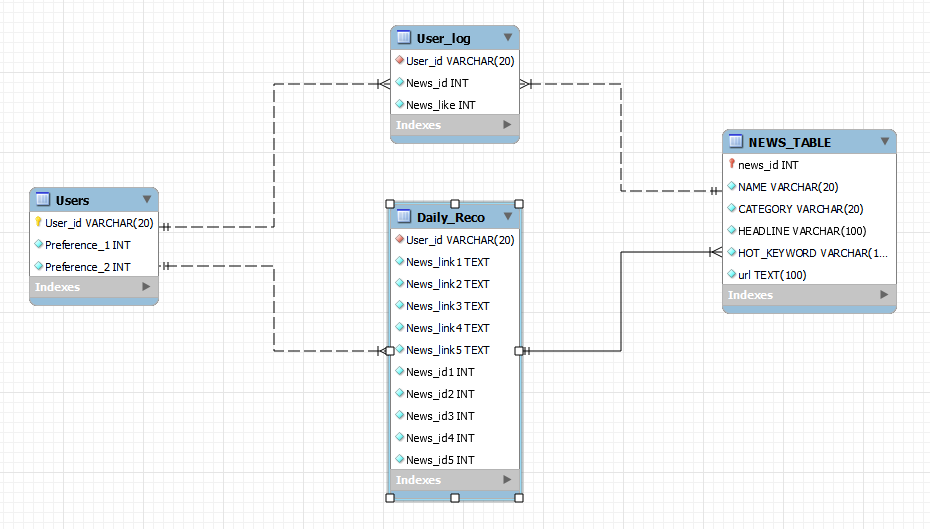 User_log
User_id VARCHAR(20)
News_id INT
News_like INT
Indexes
Users
User_id VARCHAR(20)
Preference_1 INT
Preference_2 INT
Indexes
Daily_Reco
User_id VARCHAR(20)
News_link1 TEXT
News_link2 TEXT
News_link3 TEXT
News_link4 TEXT
News_link5 TEXT
News_id1 INT
News_id2 INT
News_id3 INT
News_id4 INT
News_id5 INT
Indexes
NEWS_TABLE
news_id INT
NAME VARCHAR(20)
CATEGORY VARCHAR(20)
HEADLINE VARCHAR(100)
HOT_KEYWORD VARCHAR(1...
url TEXT(100)
Indexes